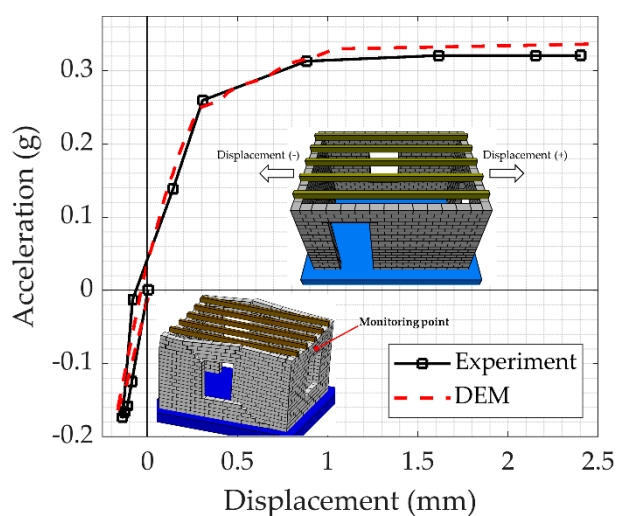 Acceleration (g)
0.3
0.2
0.1
0
-0.1
-0.2
Displacement (-)
Displacement (+)
Monitoring point
Experiment
DEM
0
0.5
1
1.5
2
2.5
Displacement (mm)